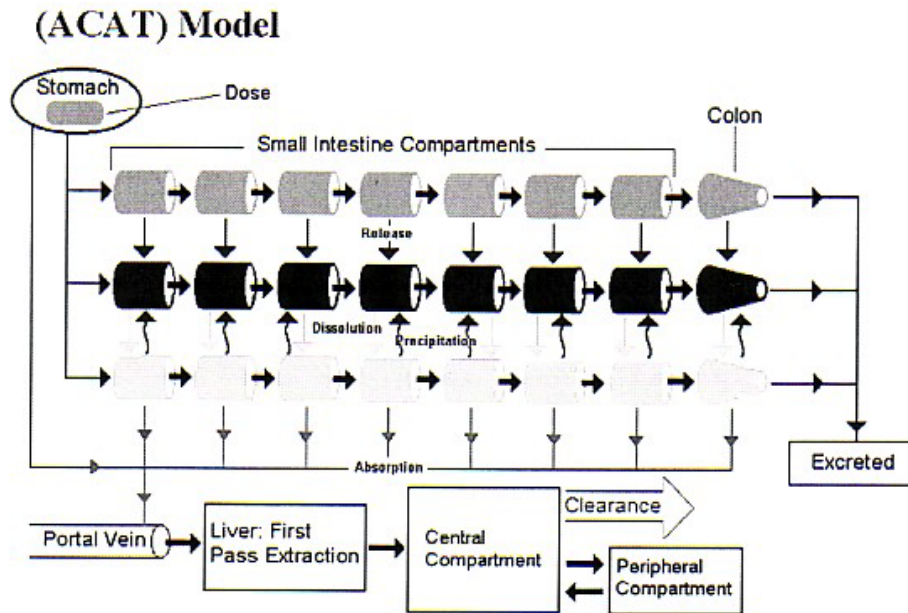 (ACAT) Model
Stomach
Dose
Small Intestine Compartments
Colon
Release
Dissolution
Precipitation
Absorption
Excreted
Portal Vein
Liver: First
Pass Extraction
Central
Compartment
Clearance
Peripheral
Compartment